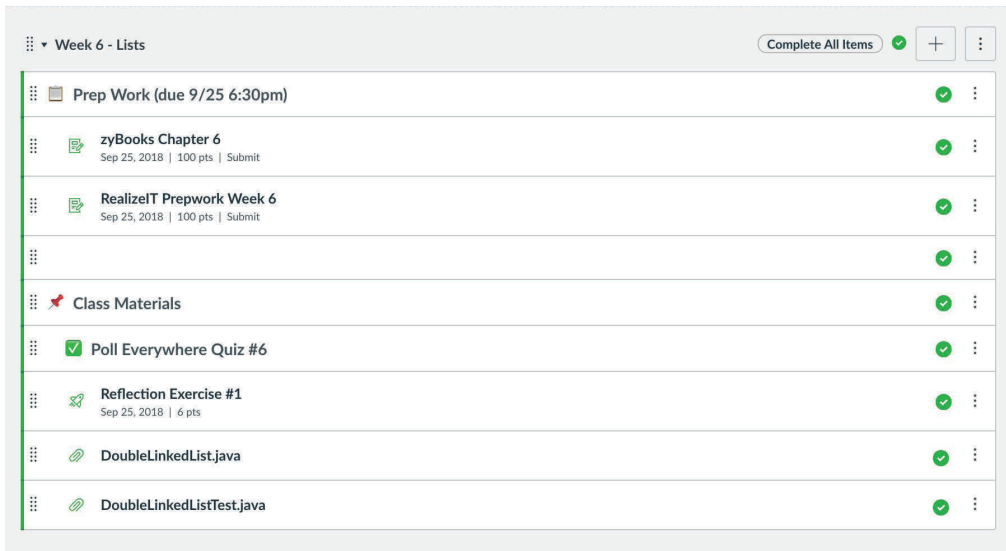 Week 6 - Lists
Complete All Items
Prep Work (due 9/25 6:30pm)
zyBooks Chapter 6
Sep 25, 2018 | 100 pts | Submit
RealizeIT Prepwork Week 6
Sep 25, 2018 | 100 pts | Submit
Class Materials
Poll Everywhere Quiz #6
Reflection Exercise #1
Sep 25, 2018 | 6 pts
DoubleLinkedList.java
DoubleLinkedListTest.java